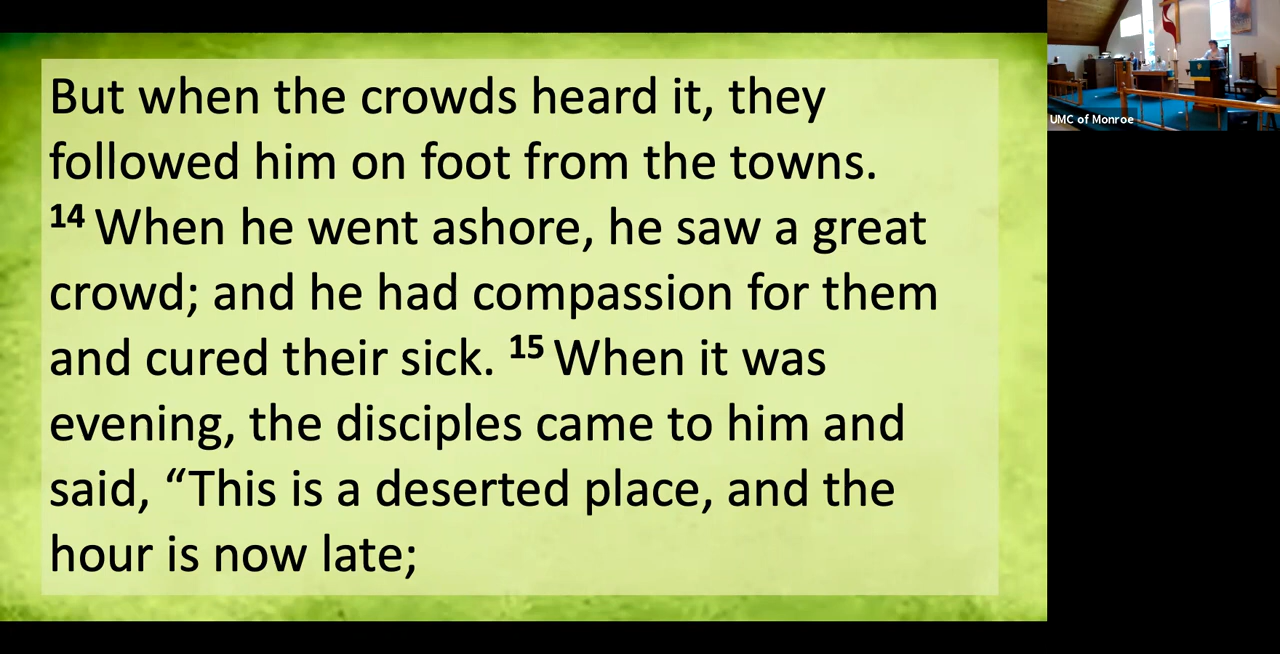 But when the crowds heard it, they
followed him on foot from the towns.
14 When he went ashore, he saw a great
crowd; and he had compassion for them
and cured their sick. 15 When it was
evening, the disciples came to him and
said, “This is a deserted place, and the
hour is now late;
UMC of Monroe